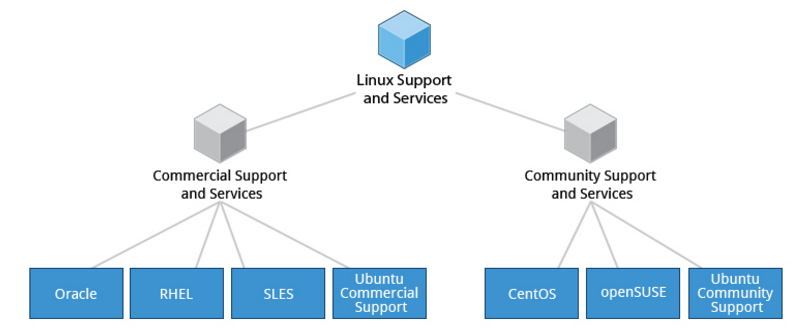 Linux Support
and Services
Commercial Support
and Services
Community Support
and Services
Oracle
RHEL
SLES
Ubuntu
Commercial
Support
CentOS
openSUSE
Ubuntu
Community
Support